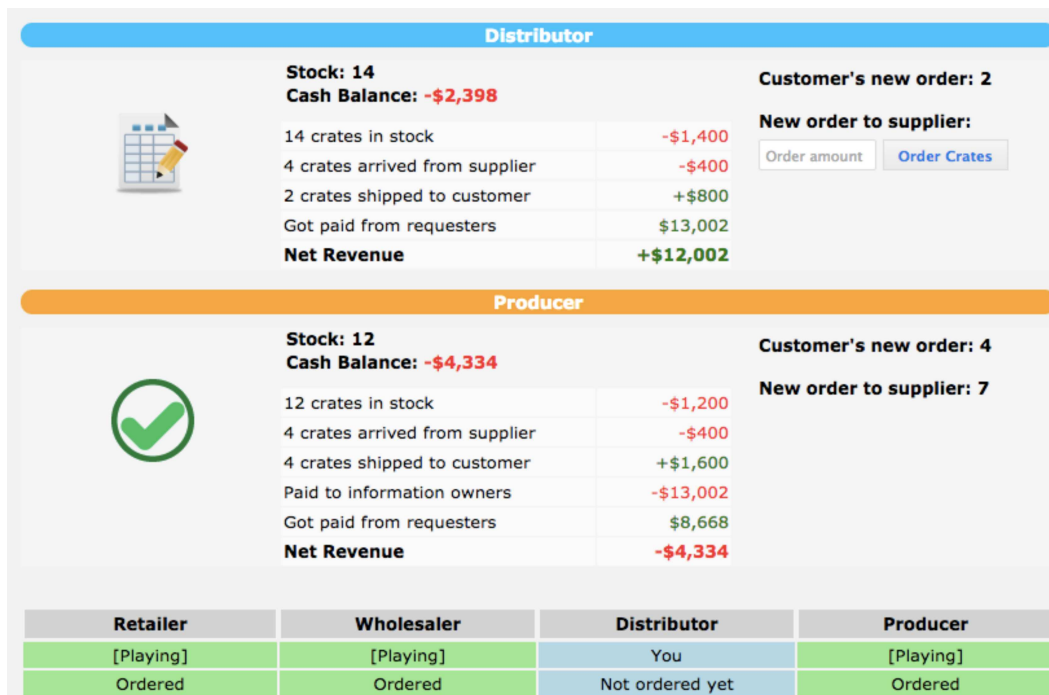 Distributor
Stock: 14
Cash Balance: -$2,398
14 crates in stock -$1,400
4 crates arrived from supplier -$400
2 crates shipped to customer +$800
Got paid from requesters $13,002
Net Revenue +$12,002
Customer's new order: 2
New order to supplier:
Order amount Order Crates
Producer
Stock: 12
Cash Balance: -$4,334
12 crates in stock -$1,200
4 crates arrived from supplier -$400
4 crates shipped to customer +$1,600
Paid to information owners -$13,002
Got paid from requesters $8,668
Net Revenue -$4,334
Customer's new order: 4
New order to supplier: 7
Retailer Wholesaler Distributor Producer
[Playing] [Playing] You [Playing]
Ordered Ordered Not ordered yet Ordered